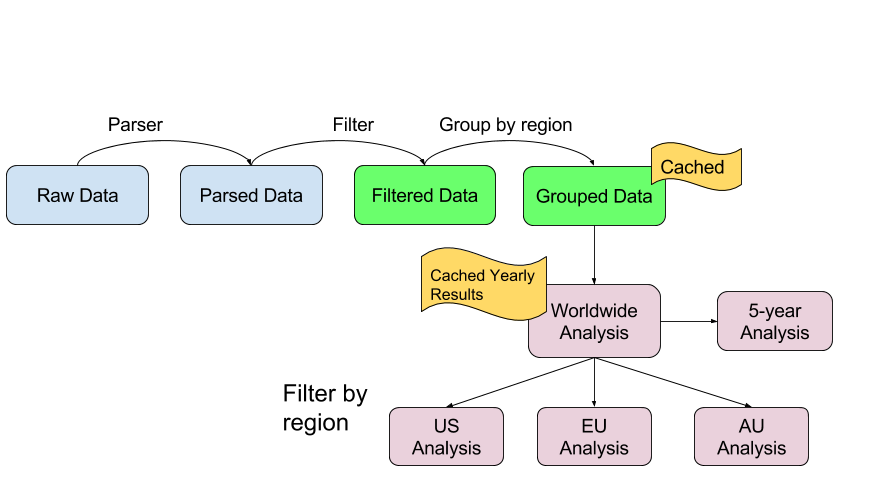 Parser
Filter
Group by region
Raw Data
Parsed Data
Filtered Data
Grouped Data
Cached
Cached Yearly
Results
Worldwide
Analysis
5-year
Analysis
Filter by
region
US
Analysis
EU
Analysis
AU
Analysis